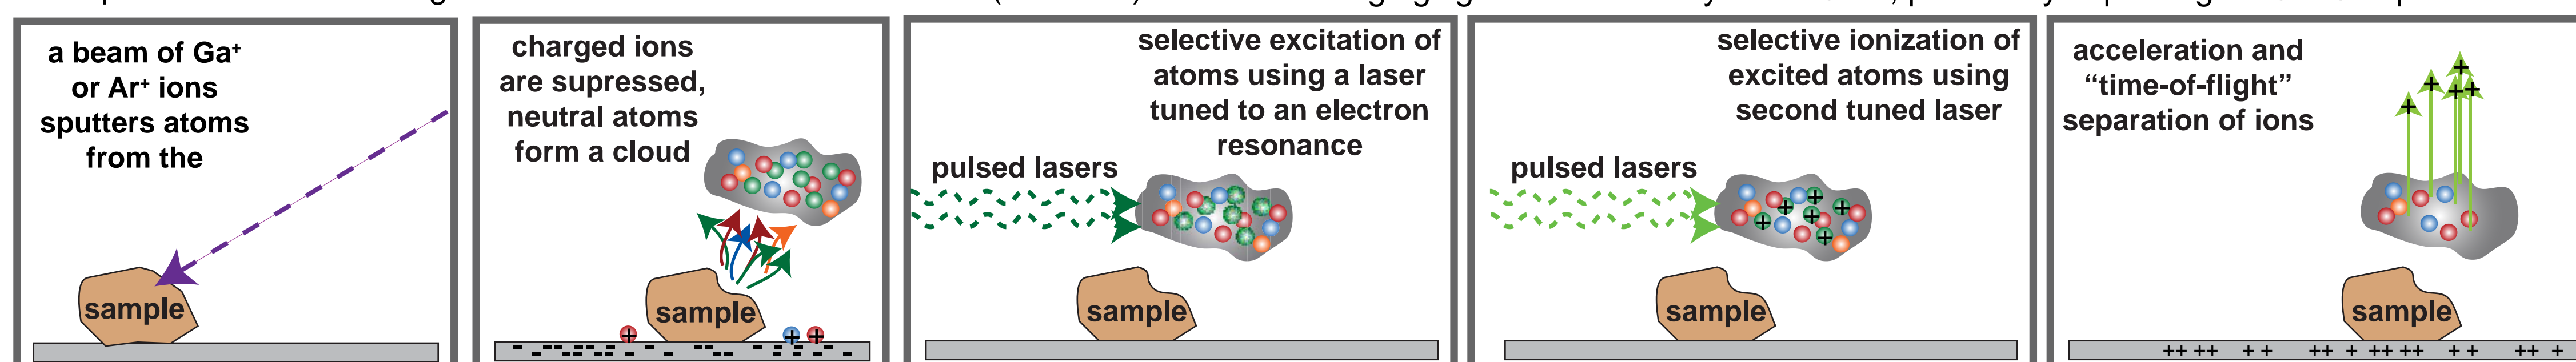 a beam of Ga⁺
or Ar⁺ ions
sputters atoms
from the
sample
charged ions
are supressed,
neutral atoms
form a cloud
sample
selective excitation of
atoms using a laser
tuned to an electron
resonance
pulsed lasers
sample
selective ionization of
excited atoms using
second tuned laser
pulsed lasers
sample
acceleration and
“time-of-flight”
separation of ions
sample